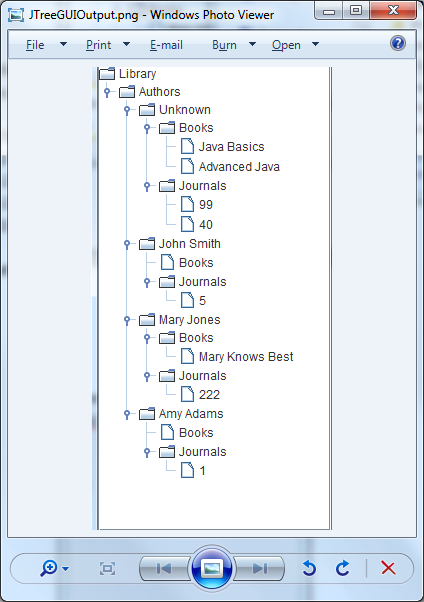 JTreeGUIOutput.png - Windows Photo Viewer
File Print E-mail Burn Open
Library
Authors
Unknown
Books
Java Basics
Advanced Java
Journals
99
40
John Smith
Books
Journals
5
Mary Jones
Books
Mary Knows Best
Journals
222
Amy Adams
Books
Journals
1